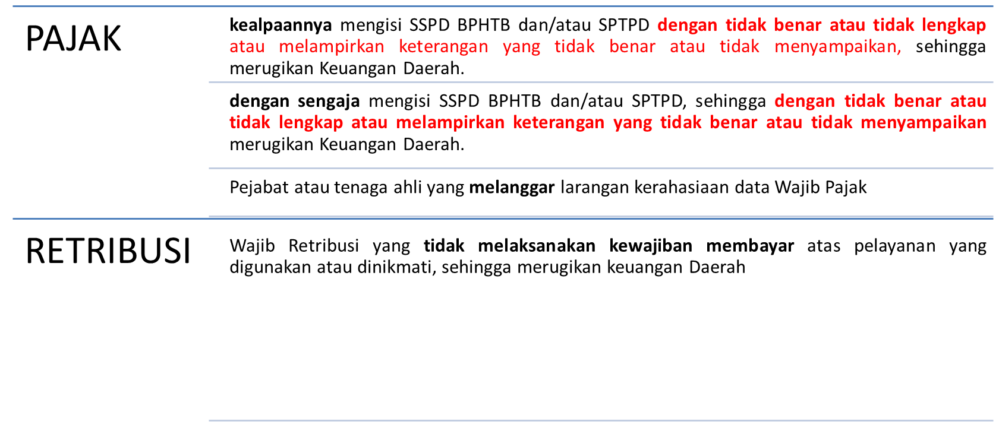 PAJAK
kealpaannya mengisi SSPD BPHTB dan/atau SPTPD dengan tidak benar atau tidak lengkap
atau melampirkan keterangan yang tidak benar atau tidak menyampaikan, sehingga
merugikan Keuangan Daerah.
dengan sengaja mengisi SSPD BPHTB dan/atau SPTPD, sehingga dengan tidak benar atau
tidak lengkap atau melampirkan keterangan yang tidak benar atau tidak menyampaikan
merugikan Keuangan Daerah.
Pejabat atau tenaga ahli yang melanggar larangan kerahasiaan data Wajib Pajak
RETRIBUSI
Wajib Retribusi yang tidak melaksanakan kewajiban membayar atas pelayanan yang
digunakan atau dinikmati, sehingga merugikan keuangan Daerah